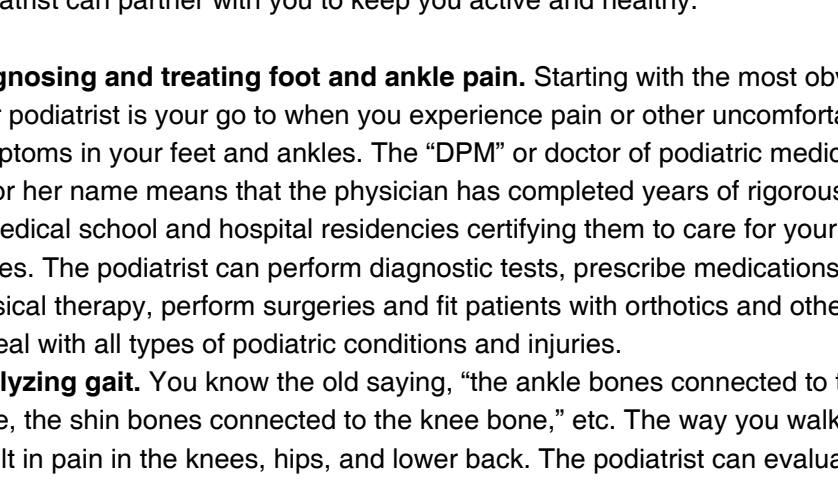 atrist can partner with you to keep you active and healthy.
gnosing and treating foot and ankle pain. Starting with the most obv
r podiatrist is your go to when you experience pain or other uncomforta
ptoms in your feet and ankles. The “DPM” or doctor of podiatric medic
or her name means that the physician has completed years of rigorous
edical school and hospital residencies certifying them to care for your
es. The podiatrist can perform diagnostic tests, prescribe medications
sical therapy, perform surgeries and fit patients with orthotics and othe
eal with all types of podiatric conditions and injuries.
lyzing gait. You know the old saying, “the ankle bones connected to t
e, the shin bones connected to the knee bone,” etc. The way you walk
lt in pain in the knees, hips, and lower back. The podiatrist can evalua